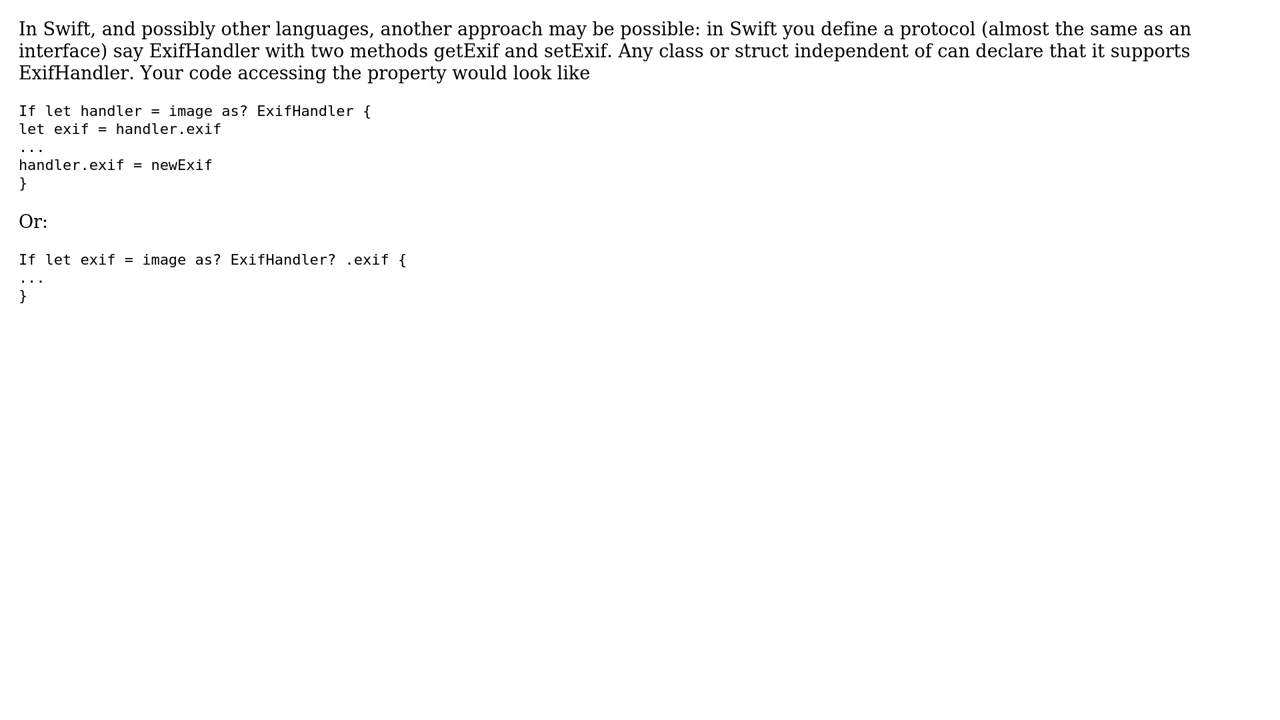 In Swift, and possibly other languages, another approach may be possible: in Swift you define a protocol (almost the same as an
interface) say ExifHandler with two methods getExif and setExif. Any class or struct independent of can declare that it supports
ExifHandler. Your code accessing the property would look like
If let handler = image as? ExifHandler {
let exif = handler.exif
...
handler.exif = newExif
}
Or:
If let exif = image as? ExifHandler? .exif {
...
}